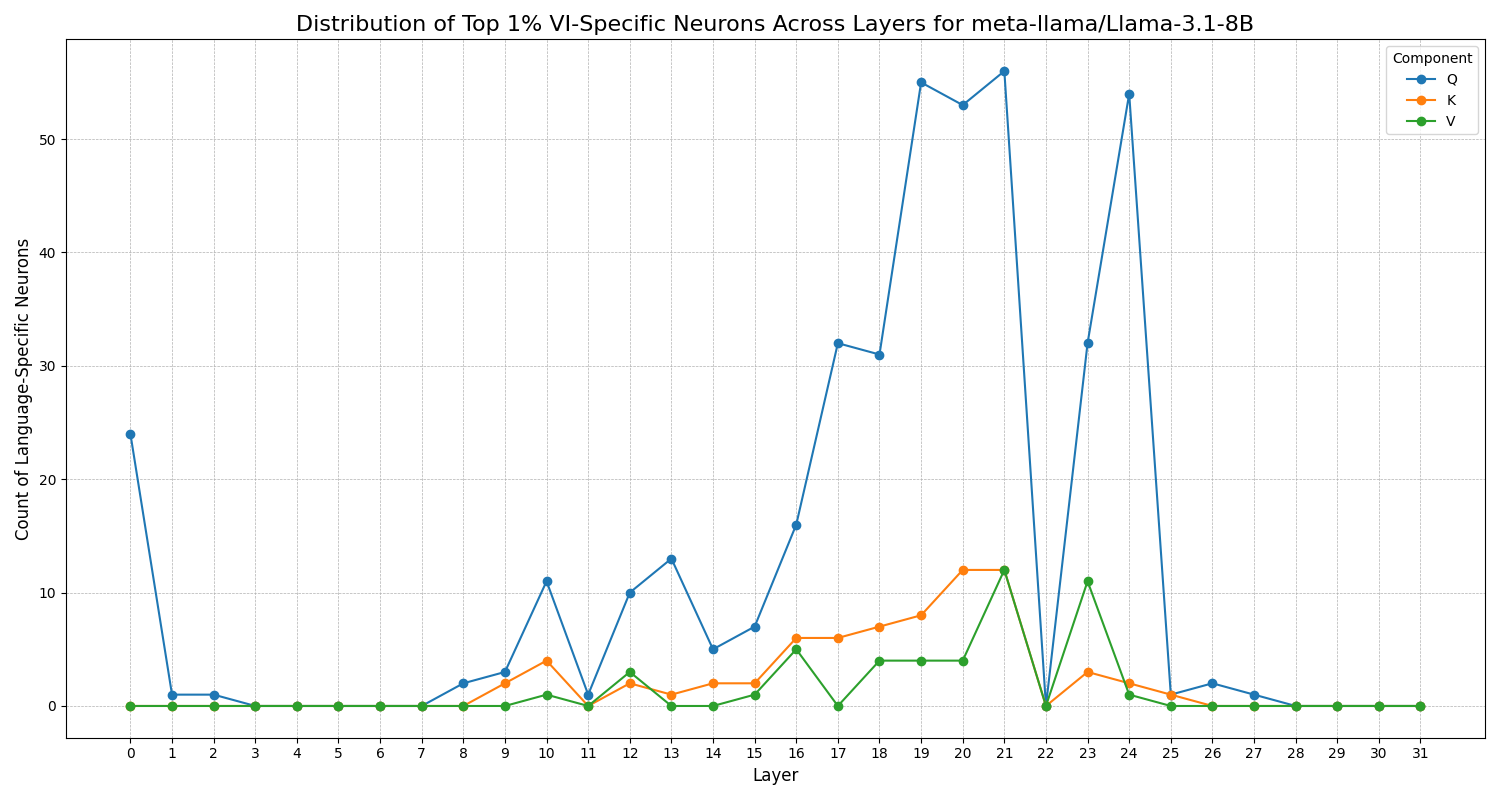 Distribution of Top 1% VI-Specific Neurons Across Layers for meta-llama/Llama-3.1-8B
Component
Q
K
V
Count of Language-Specific Neurons
50
40
30
20
10
0
0 1 2 3 4 5 6 7 8 9 10 11 12 13 14 15 16 17 18 19 20 21 22 23 24 25 26 27 28 29 30 31
Layer